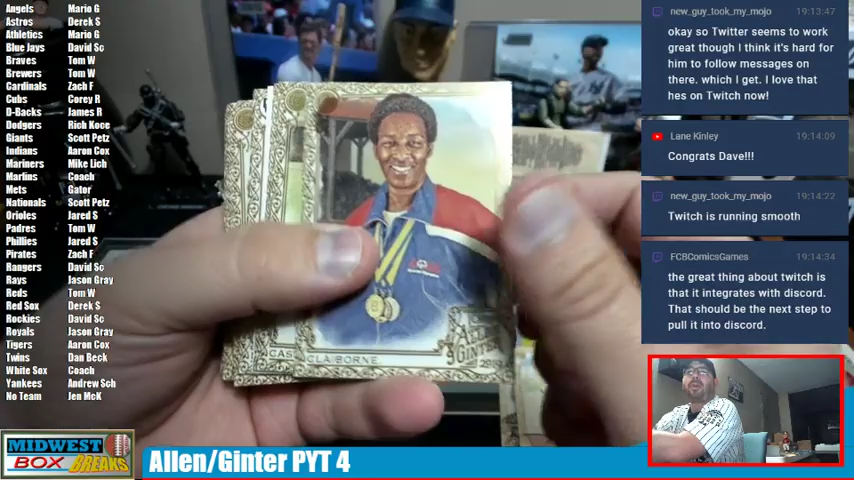 Angels Mario G
Astros Derek S
Athletics Mario G
Blue Jays David Sc
Braves Tom W
Brewers Tom W
Cardinals Zach F
Cubs Corey R
D-Backs James R
Dodgers Rich Koce
Giants Scott Petz
Indians Aaron Cox
Mariners Mike Lich
Marlins Coach
Mets Gator
Nationals Scott Petz
Orioles Jared S
Padres Tom W
Phillies Jared S
Pirates Zach F
Rangers David Sc
Rays Jason Gray
Reds Tom W
Red Sox Derek S
Rockies David Sc
Royals Jason Gray
Tigers Aaron Cox
Twins Dan Beck
White Sox Coach
Yankees Andrew Sch
No Team Jen McK
CAS
CLAIBORNE
ALLEN
GINTER
new_guy_took_my_mojo 19:13:47
okay so Twitter seems to work
great though I think it's hard for
him to follow messages on
there. which I get. I love that
hes on Twitch now!
Lane Kinley 19:14:09
Congrats Dave!!!
new_guy_took_my_mojo 19:14:22
Twitch is running smooth
FCBComicsGames 19:14:34
the great thing about twitch is
that it integrates with discord.
That should be the next step to
pull it into discord.
MIDWEST
BOX BREAKS
Allen/Ginter PYT 4